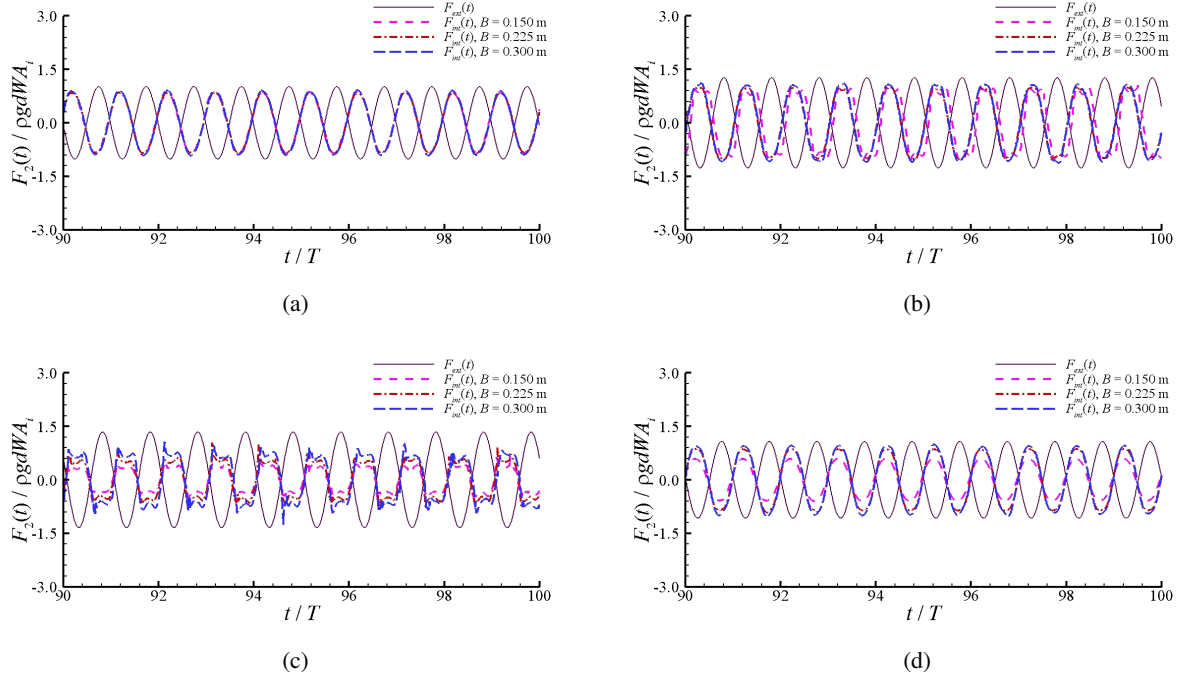 F_ext(t)
F_int(t), B = 0.150 m
F_int(t), B = 0.225 m
F_int(t), B = 0.300 m
F_2(t) / ρgdWA_i
3.0
1.5
0.0
-1.5
-3.0
90 92 94 96 98 100
t / T
(a)
F_ext(t)
F_int(t), B = 0.150 m
F_int(t), B = 0.225 m
F_int(t), B = 0.300 m
F_2(t) / ρgdWA_i
3.0
1.5
0.0
-1.5
-3.0
90 92 94 96 98 100
t / T
(b)
F_ext(t)
F_int(t), B = 0.150 m
F_int(t), B = 0.225 m
F_int(t), B = 0.300 m
F_2(t) / ρgdWA_i
3.0
1.5
0.0
-1.5
-3.0
90 92 94 96 98 100
t / T
(c)
F_ext(t)
F_int(t), B = 0.150 m
F_int(t), B = 0.225 m
F_int(t), B = 0.300 m
F_2(t) / ρgdWA_i
3.0
1.5
0.0
-1.5
-3.0
90 92 94 96 98 100
t / T
(d)